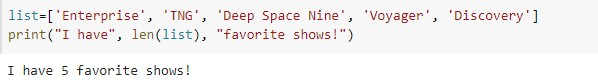 list=['Enterprise', 'TNG', 'Deep Space Nine', 'Voyager', 'Discovery']
print("I have", len(list), "favorite shows!")
I have 5 favorite shows!